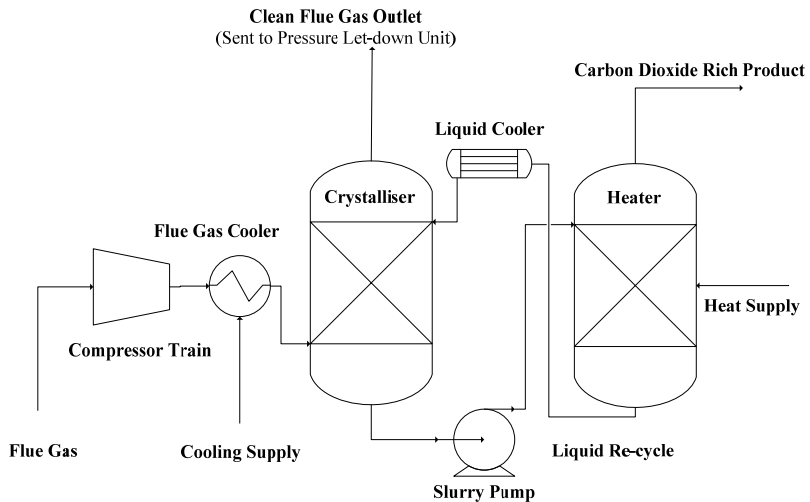 Clean Flue Gas Outlet
(Sent to Pressure Let-down Unit)
Carbon Dioxide Rich Product
Liquid Cooler
Crystalliser
Heater
Flue Gas Cooler
Heat Supply
Compressor Train
Flue Gas
Cooling Supply
Liquid Re-cycle
Slurry Pump